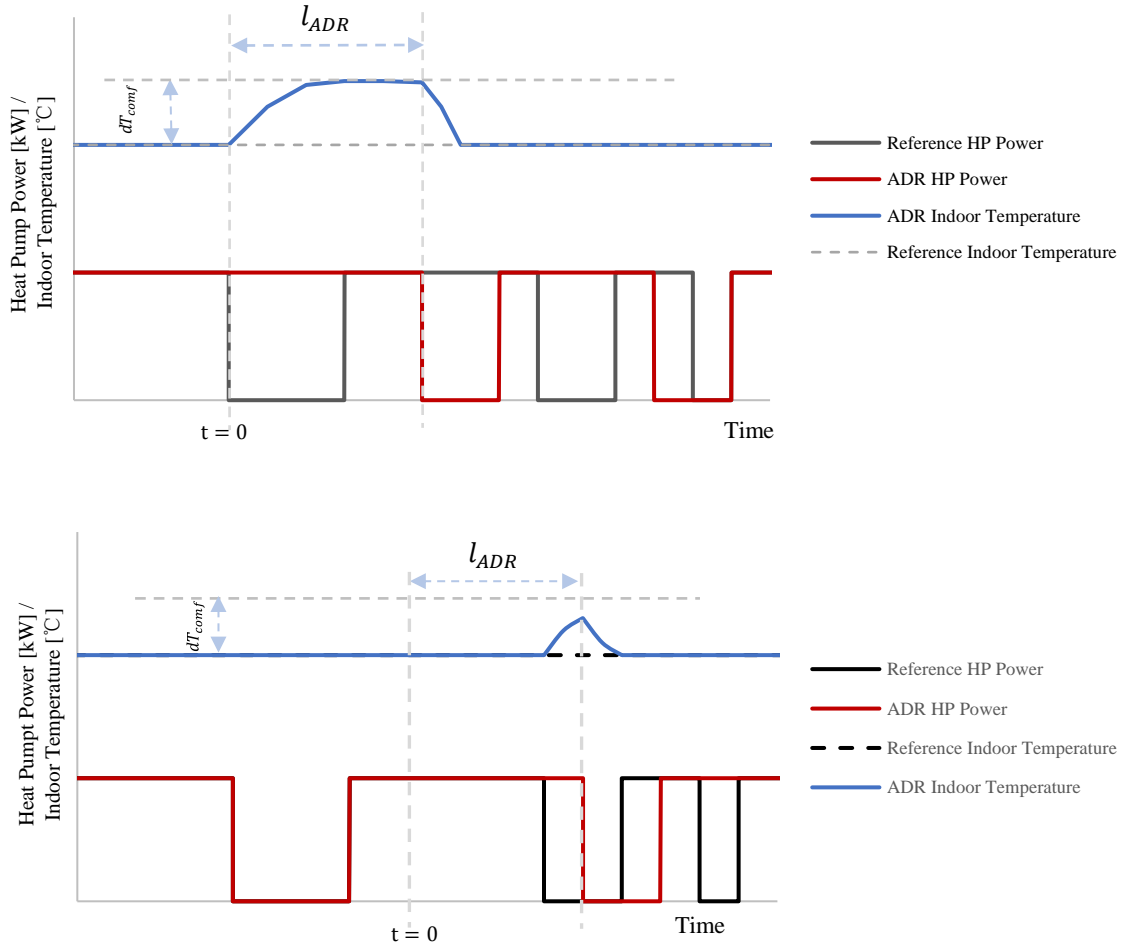 l_ADR
dT_comf
Heat Pump Power [kW] /
Indoor Temperature [℃]
Reference HP Power
ADR HP Power
ADR Indoor Temperature
Reference Indoor Temperature
t = 0
Time
l_ADR
dT_comf
Heat Pumpt Power [kW] /
Indoor Temperature [℃]
Reference HP Power
ADR HP Power
Reference Indoor Temperature
ADR Indoor Temperature
t = 0
Time